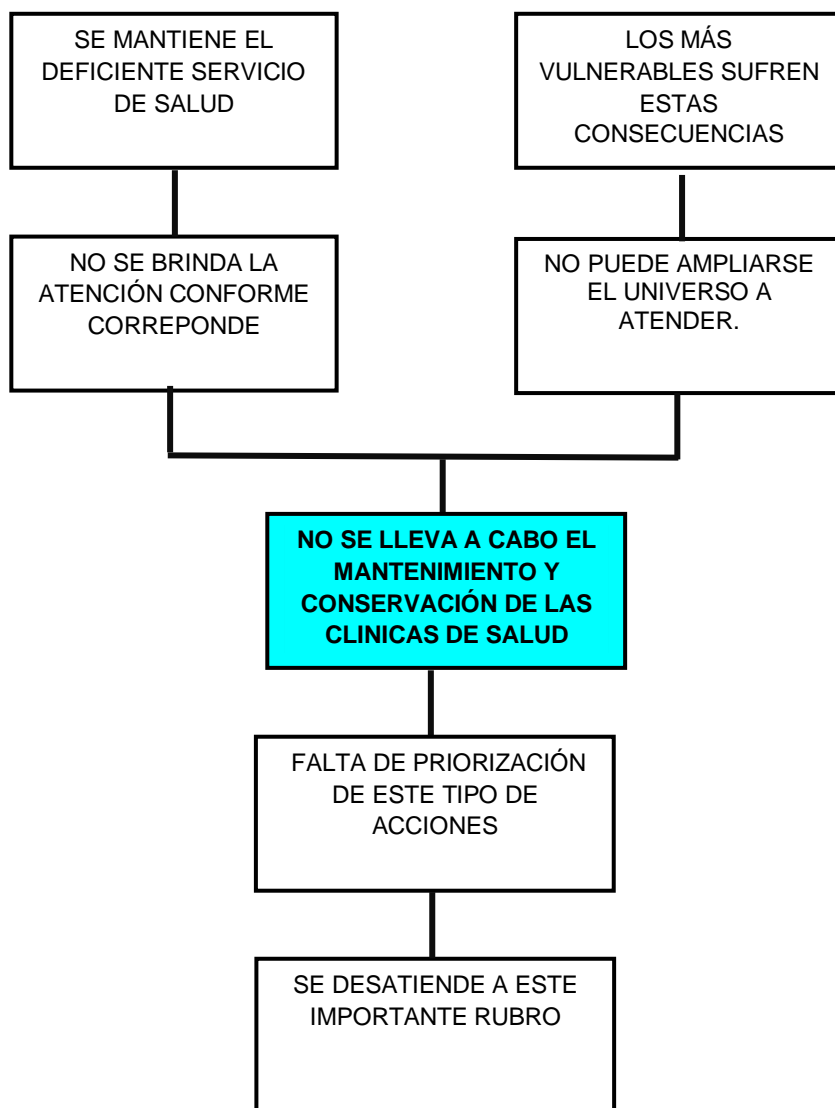 SE MANTIENE EL
DEFICIENTE SERVICIO
DE SALUD
LOS MÁS
VULNERABLES SUFREN
ESTAS
CONSECUENCIAS
NO SE BRINDA LA
ATENCIÓN CONFORME
CORREPONDE
NO PUEDE AMPLIARSE
EL UNIVERSO A
ATENDER.
NO SE LLEVA A CABO EL
MANTENIMIENTO Y
CONSERVACIÓN DE LAS
CLINICAS DE SALUD
FALTA DE PRIORIZACIÓN
DE ESTE TIPO DE
ACCIONES
SE DESATIENDE A ESTE
IMPORTANTE RUBRO